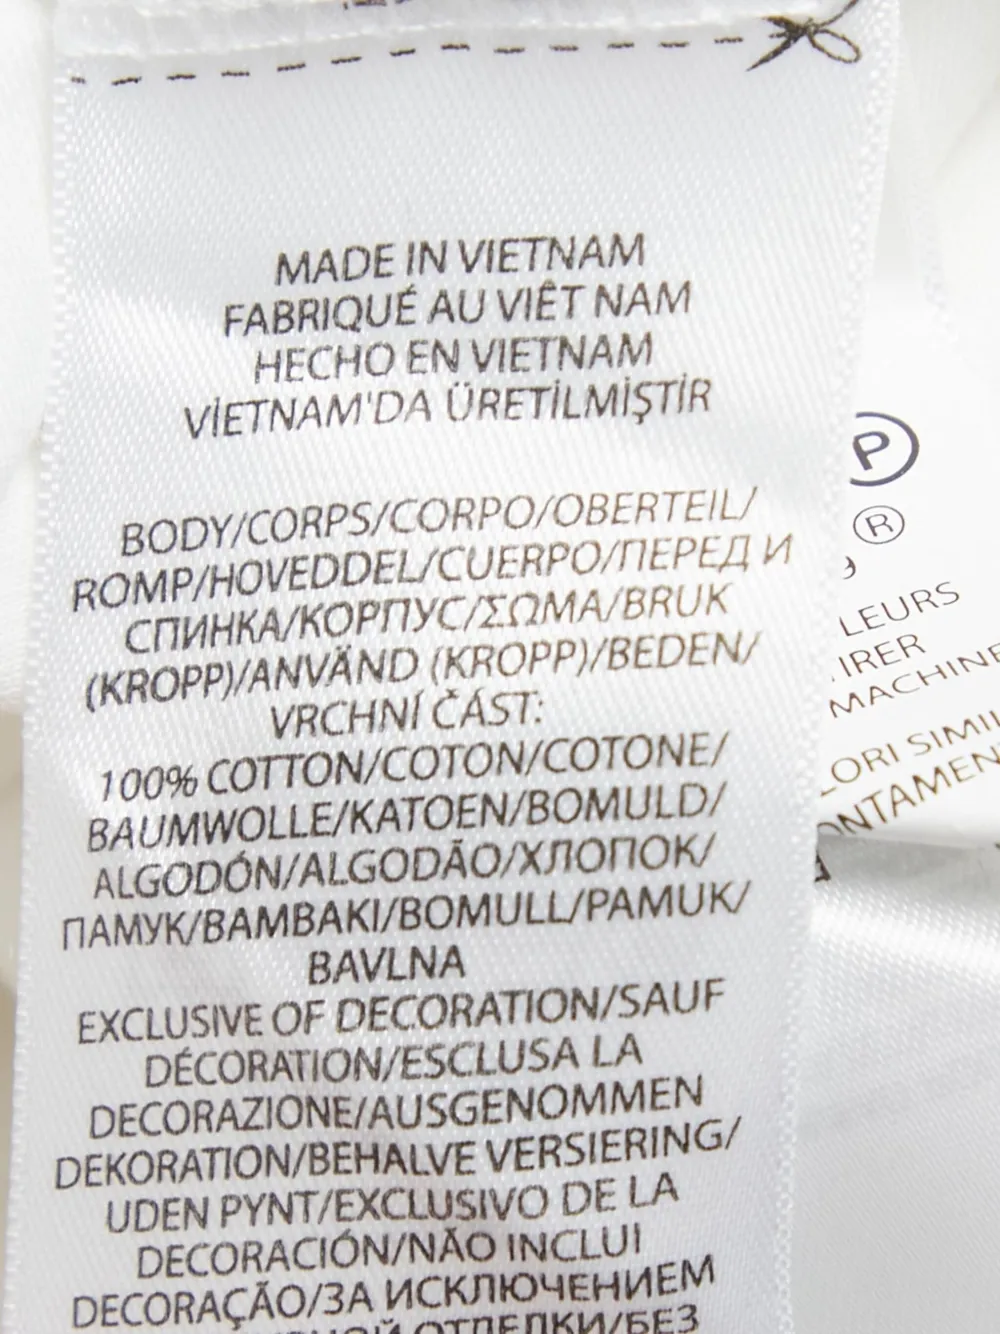 MADE IN VIETNAM
FABRIQUÉ AU VIÊT NAM
HECHO EN VIETNAM
VİETNAM'DA ÜRETİLMİŞTİR
BODY/CORPS/CORPO/OBERTEIL/
ROMP/HOVEDDEL/CUERPO/ПЕРЕД И
СПИНКА/КОРПУС/ΣΩΜΑ/BRUK
(KROPP)/ANVÄND (KROPP)/BEDEN/
VRCHNÍ ČÁST:
100% COTTON/COTON/COTONE/
BAUMWOLLE/KATOEN/BOMULD/
ALGODÓN/ALGODÃO/ХЛОПОК/
ПАМУК/BAMBAKI/BOMULL/PAMUK/
BAVLNA
EXCLUSIVE OF DECORATION/SAUF
DÉCORATION/ESCLUSA LA
DECORAZIONE/AUSGENOMMEN
DEKORATION/BEHALVE VERSIERING/
UDEN PYNT/EXCLUSIVO DE LA
DECORACIÓN/NÃO INCLUI
DECORAÇÃO/ЗА ИСКЛЮЧЕНИЕМ
ОТДЕЛКИ/БЕЗ
P
®
LEURS
IRER
MACHINE